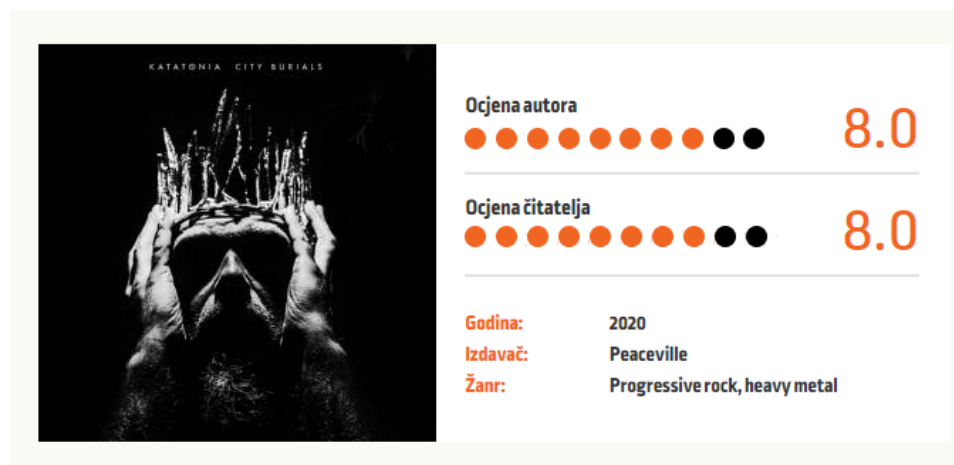 KATATONIA CITY BURIALS
Ocjena autora
8.0
Ocjena čitatelja
8.0
Godina: 2020
Izdavač: Peaceville
Žanr: Progressive rock, heavy metal